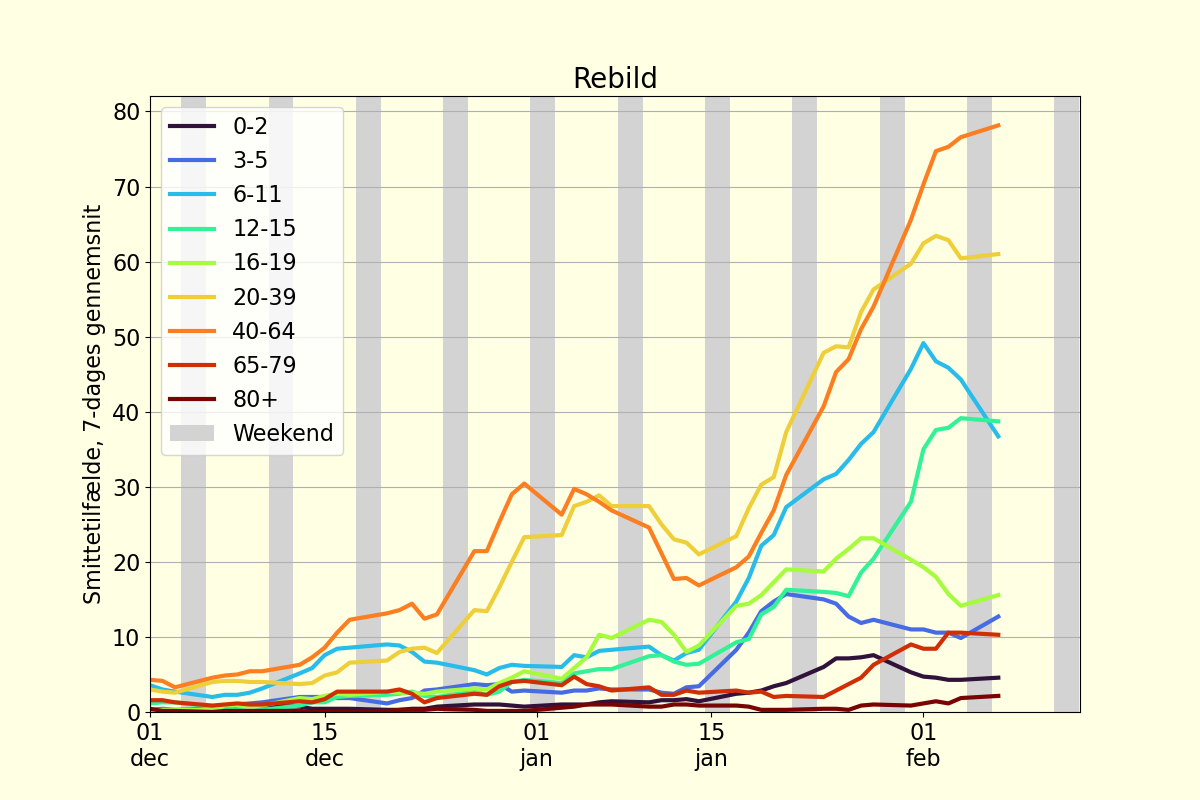 Rebild
Smittetilfælde, 7-dages gennemsnit
80
70
60
50
40
30
20
10
0
0-2
3-5
6-11
12-15
16-19
20-39
40-64
65-79
80+
Weekend
01 dec
15 dec
01 jan
15 jan
01 feb